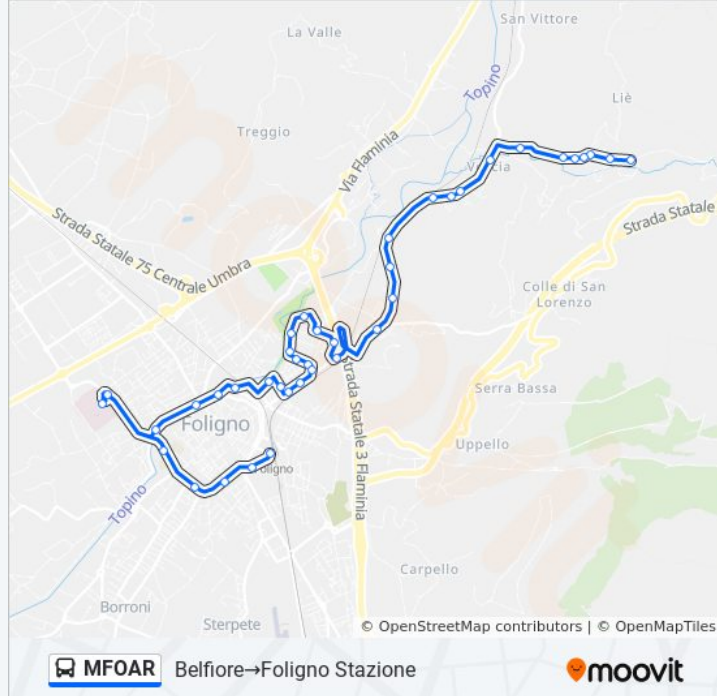 San Vittore
La Valle
Topino
Liè
Treggio
Via Flaminia
Strada Statale
Strada Statale 75 Centrale Umbra
Colle di San
Lorenzo
Serra Bassa
Strada Statale 3 Flaminia
Foligno
Uppello
Foligno
Topino
Carpello
Borroni
Sterpete
© OpenStreetMap contributors | © OpenMapTiles
MFOAR Belfiore→Foligno Stazione
moovit